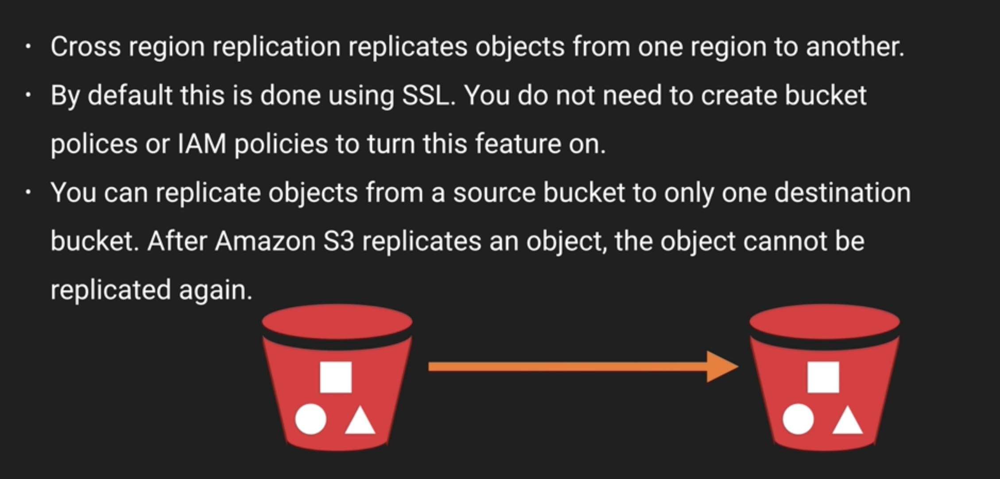 · Cross region replication replicates objects from one region to another.
· By default this is done using SSL. You do not need to create bucket
polices or IAM policies to turn this feature on.
· You can replicate objects from a source bucket to only one destination
bucket. After Amazon S3 replicates an object, the object cannot be
replicated again.